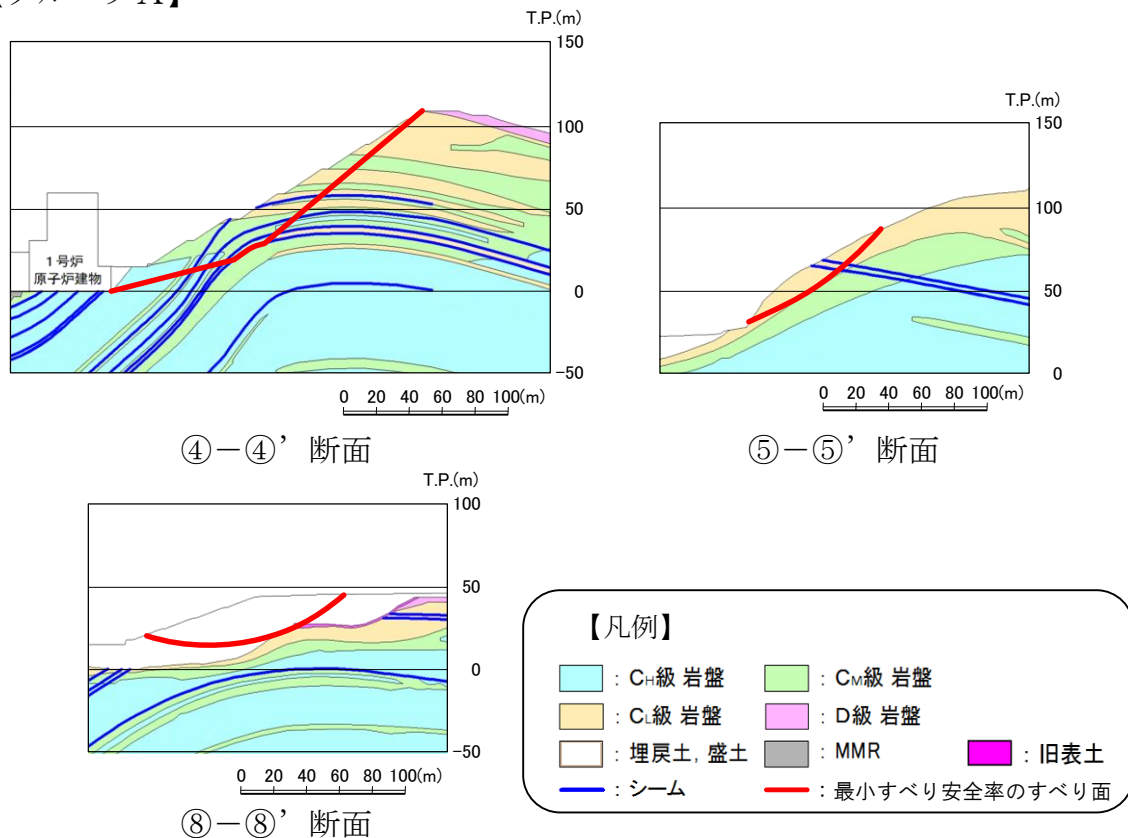 【グループA】
T.P.(m)
150
100
50
0
-50
1号炉
原子炉建物
0 20 40 60 80 100(m)
④－④’断面
T.P.(m)
150
100
50
0
0 20 40 60 80 100(m)
⑤－⑤’断面
T.P.(m)
100
50
0
-50
0 20 40 60 80 100(m)
⑧－⑧’断面
【凡例】
：CH級 岩盤 ：CM級 岩盤
：CL級 岩盤 ：D級 岩盤
：埋戻土，盛土 ：MMR ：旧表土
：シーム ：最小すべり安全率のすべり面